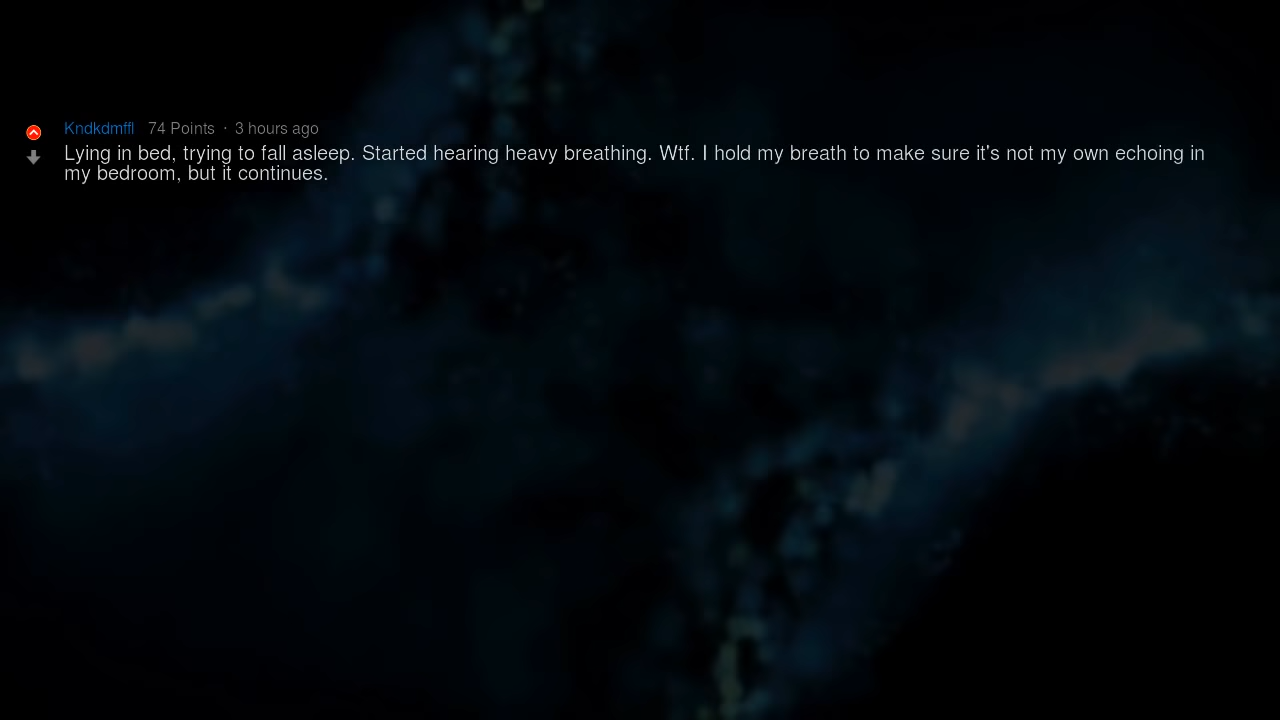 Kndkdmffl 74 Points · 3 hours ago
Lying in bed, trying to fall asleep. Started hearing heavy breathing. Wtf. I hold my breath to make sure it's not my own echoing in
my bedroom, but it continues.